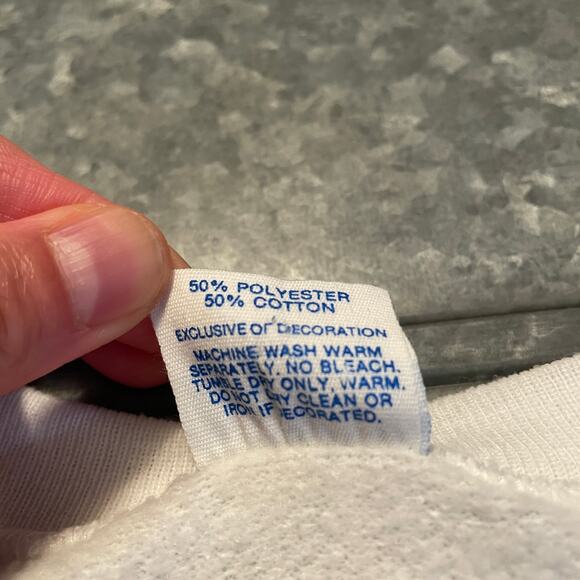 50% POLYESTER
50% COTTON
EXCLUSIVE OF DECORATION
MACHINE WASH WARM
SEPARATELY, NO BLEACH.
TUMBLE DRY ONLY, WARM.
DO NOT DRY CLEAN OR
IRON IF DECORATED.